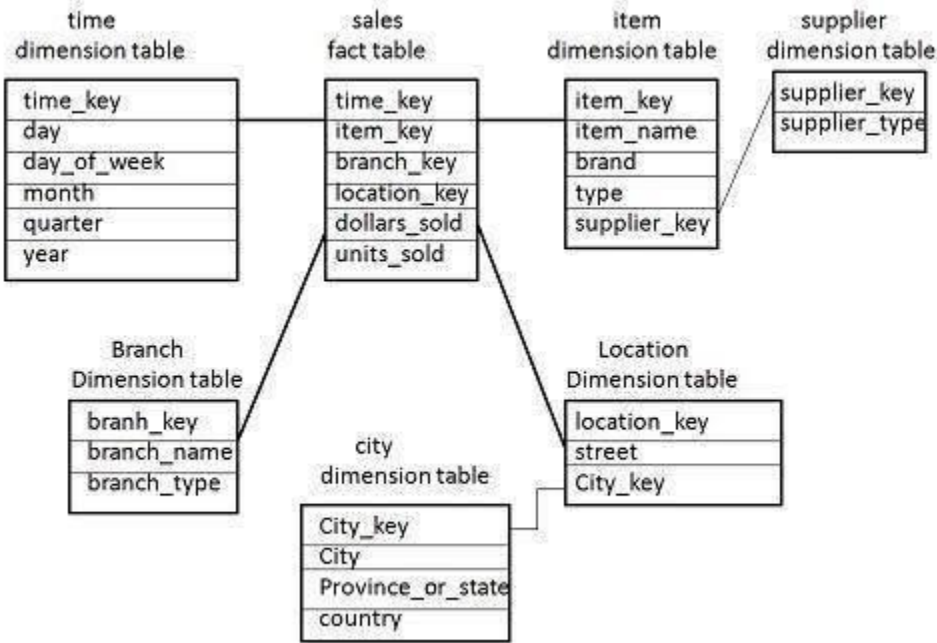 time
dimension table
time_key
day
day_of_week
month
quarter
year
sales
fact table
time_key
item_key
branch_key
location_key
dollars_sold
units_sold
item
dimension table
item_key
item_name
brand
type
supplier_key
supplier
dimension table
supplier_key
supplier_type
Branch
Dimension table
branh_key
branch_name
branch_type
city
dimension table
City_key
City
Province_or_state
country
Location
Dimension table
location_key
street
City_key